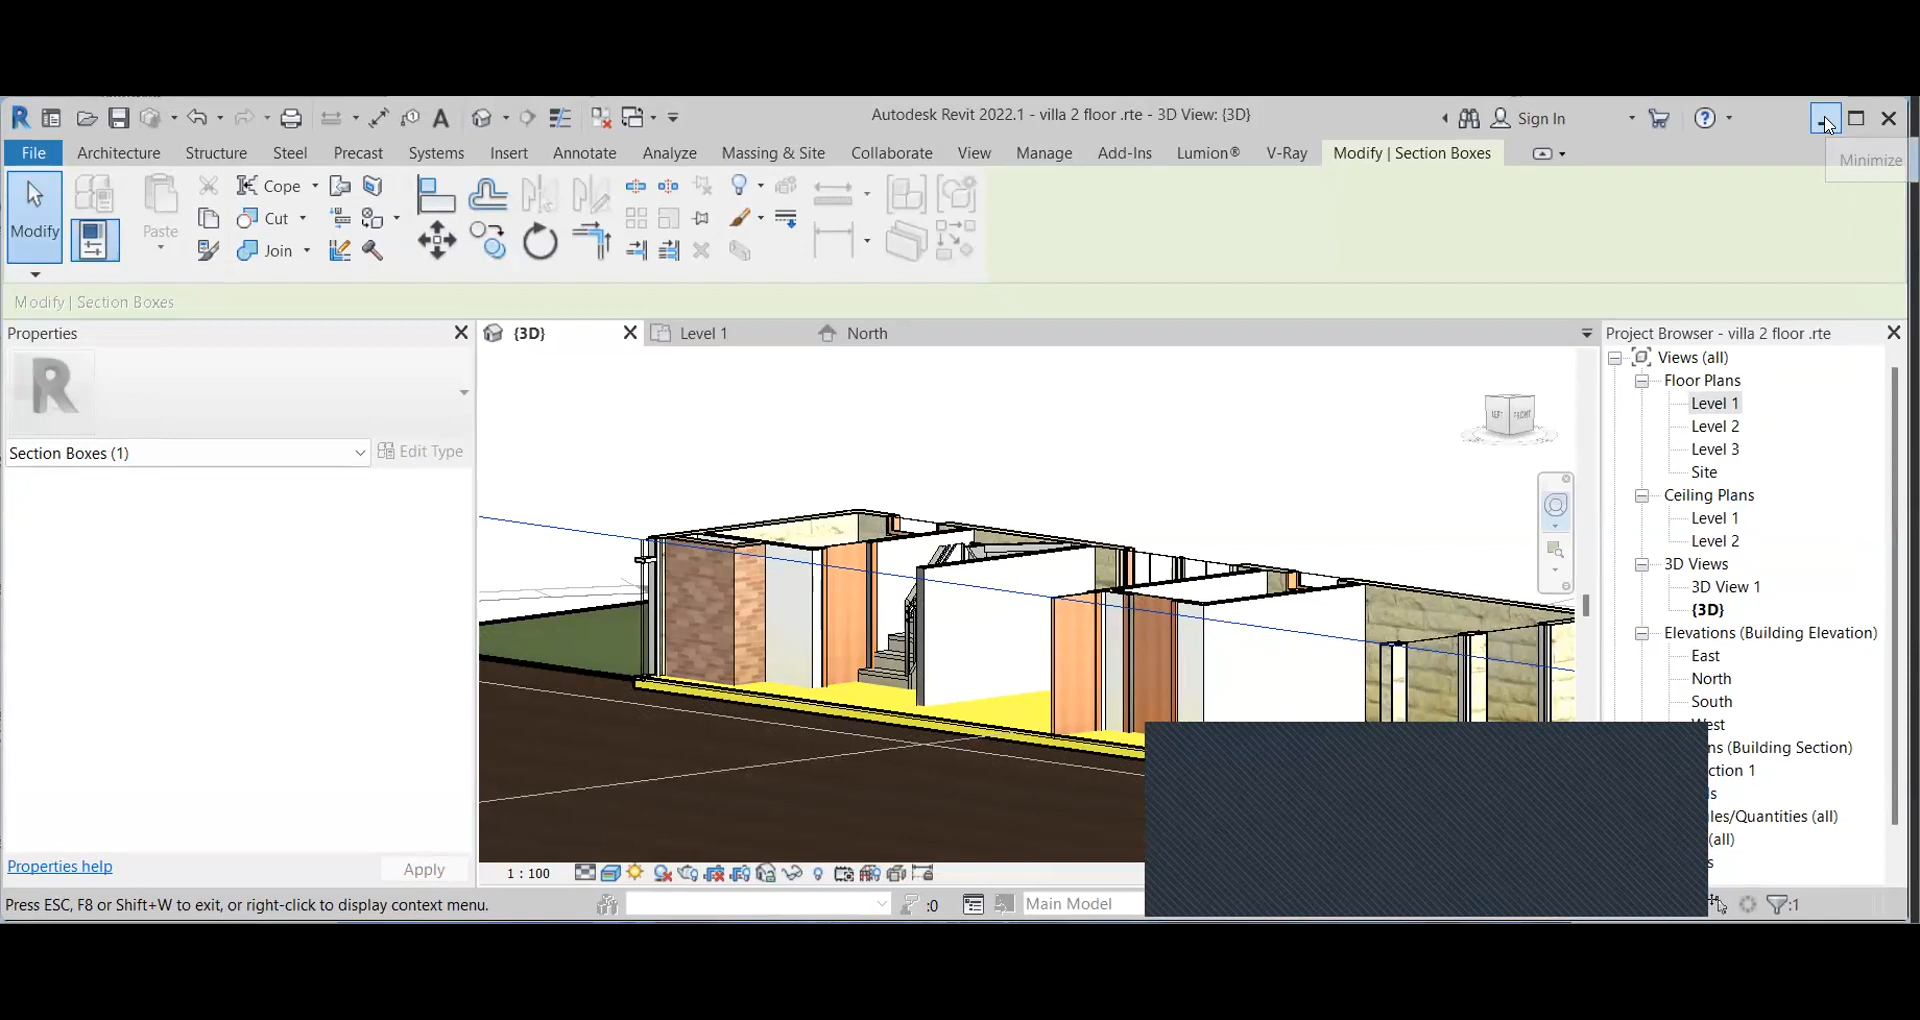 Autodesk Revit 2022.1 - villa 2 floor .rte - 3D View: {3D}
Sign In
File Architecture Structure Steel Precast Systems Insert Annotate Analyze Massing & Site Collaborate View Manage Add-Ins Lumion® V-Ray Modify | Section Boxes
Minimize
Modify
Paste
Cope
Cut
Join
Modify | Section Boxes
Properties
{3D}
Level 1
North
Project Browser - villa 2 floor .rte
Section Boxes (1)
Edit Type
LEFT
FRONT
Views (all)
Floor Plans
Level 1
Level 2
Level 3
Site
Ceiling Plans
Level 1
Level 2
3D Views
3D View 1
{3D}
Elevations (Building Elevation)
East
North
South
West
ns (Building Section)
ction 1
ls
les/Quantities (all)
(all)
s
Properties help
Apply
1 : 100
Press ESC, F8 or Shift+W to exit, or right-click to display context menu.
:0
Main Model
:1